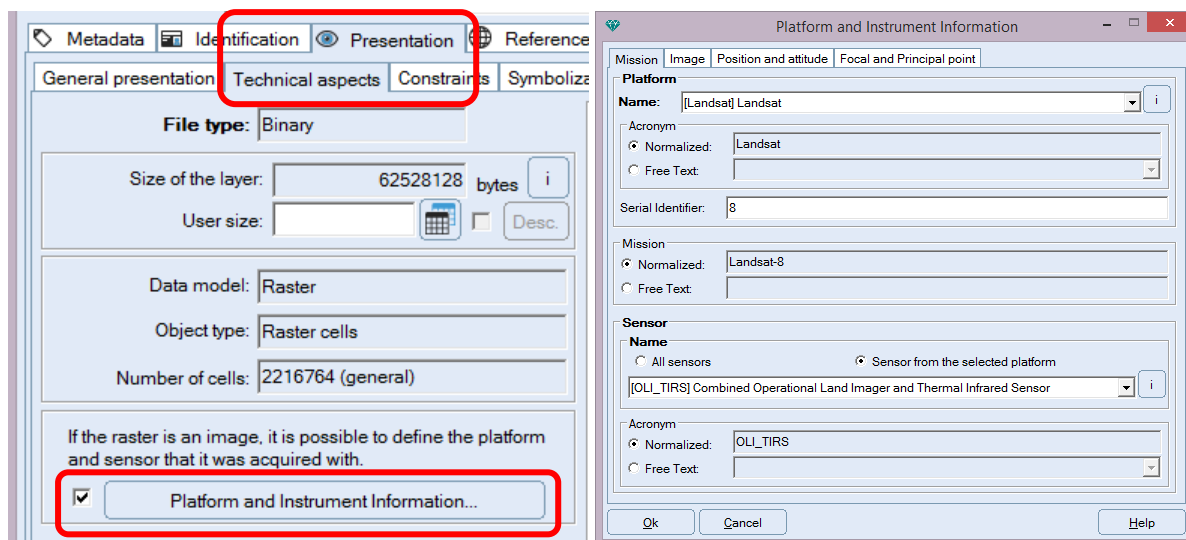 Metadata Identification Presentation Reference
General presentation Technical aspects Constraints Symboliza
File type: Binary
Size of the layer: 62528128 bytes i
User size: Desc.
Data model: Raster
Object type: Raster cells
Number of cells: 2216764 (general)
If the raster is an image, it is possible to define the platform
and sensor that it was acquired with.
Platform and Instrument Information...
Platform and Instrument Information
Mission Image Position and attitude Focal and Principal point
Platform
Name: [Landsat] Landsat i
Acronym
Normalized: Landsat
Free Text:
Serial Identifier: 8
Mission
Normalized: Landsat-8
Free Text:
Sensor
Name
All sensors Sensor from the selected platform
[OLI_TIRS] Combined Operational Land Imager and Thermal Infrared Sensor i
Acronym
Normalized: OLI_TIRS
Free Text:
Ok Cancel Help